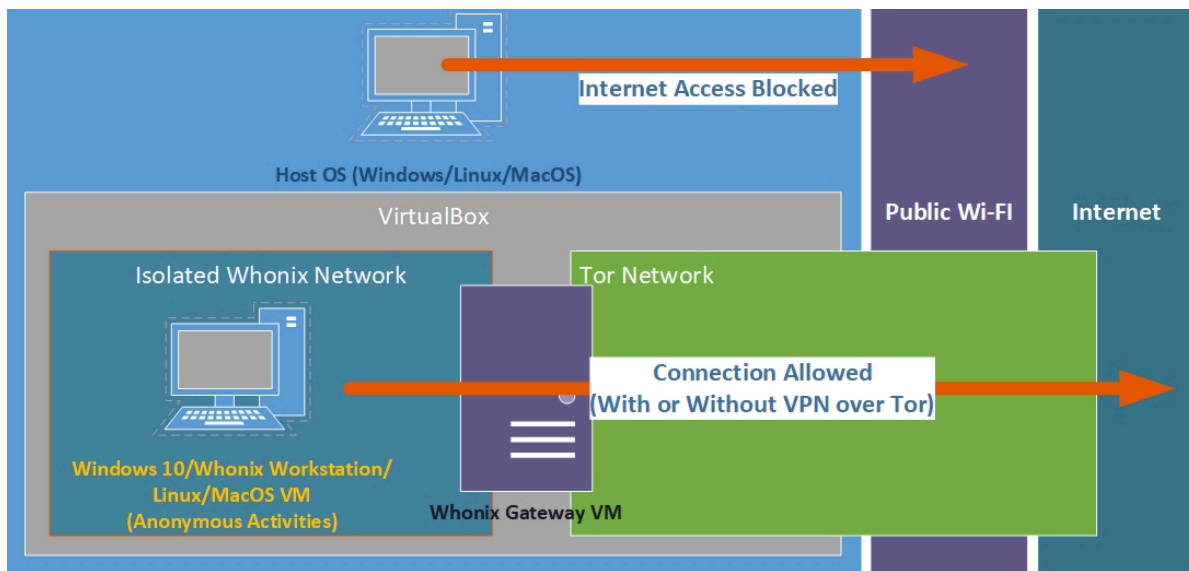 Internet Access Blocked
Host OS (Windows/Linux/MacOS)
VirtualBox
Public Wi-FI
Internet
Isolated Whonix Network
Tor Network
Connection Allowed
(With or Without VPN over Tor)
Windows 10/Whonix Workstation/
Linux/MacOS VM
(Anonymous Activities)
Whonix Gateway VM